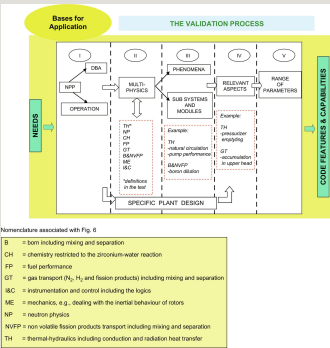 Bases for
Application
THE VALIDATION PROCESS
I
II
III
IV
V
NEEDS
NPP
DBA
OPERATION
MULTI-
PHYSICS
TH*
NP
CH
FP
GT
B&NVFP
ME
I&C
*definitions
in the text
PHENOMENA
SUB SYSTEMS
AND
MODULES
Example:
TH
-natural circulation
-pump performance
B&NVFP
-boron dilution
RELEVANT
ASPECTS
Example:
TH
-pressurizer
emptying
GT
-accumulation
in upper head
RANGE
OF
PARAMETERS
SPECIFIC PLANT DESIGN
CODE FEATURES & CAPABILITIES
Nomenclature associated with Fig. 6
B = born including mixing and separation
CH = chemistry restricted to the zirconium-water reaction
FP = fuel performance
GT = gas transport (N2, H2 and fission products) including mixing and separation
I&C = instrumentation and control including the logics
ME = mechanics, e.g., dealing with the inertial behaviour of rotors
NP = neutron physics
NVFP = non volatile fission products transport including mixing and separation
TH = thermal-hydraulics including conduction and radiation heat transfer